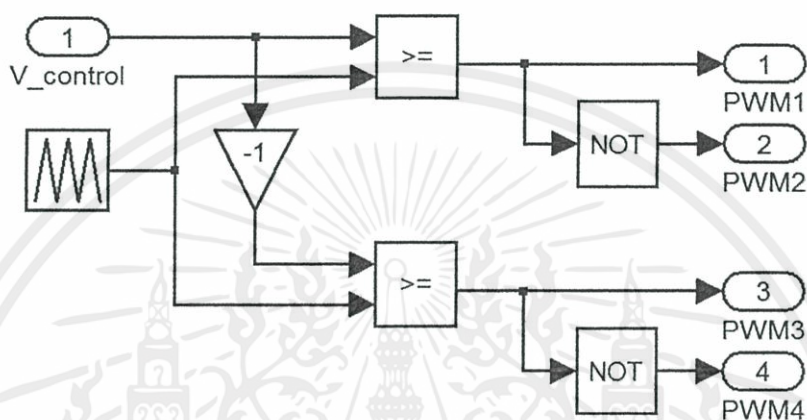 1
V_control
>=
1
PWM1
-1
NOT
2
PWM2
>=
3
PWM3
NOT
4
PWM4